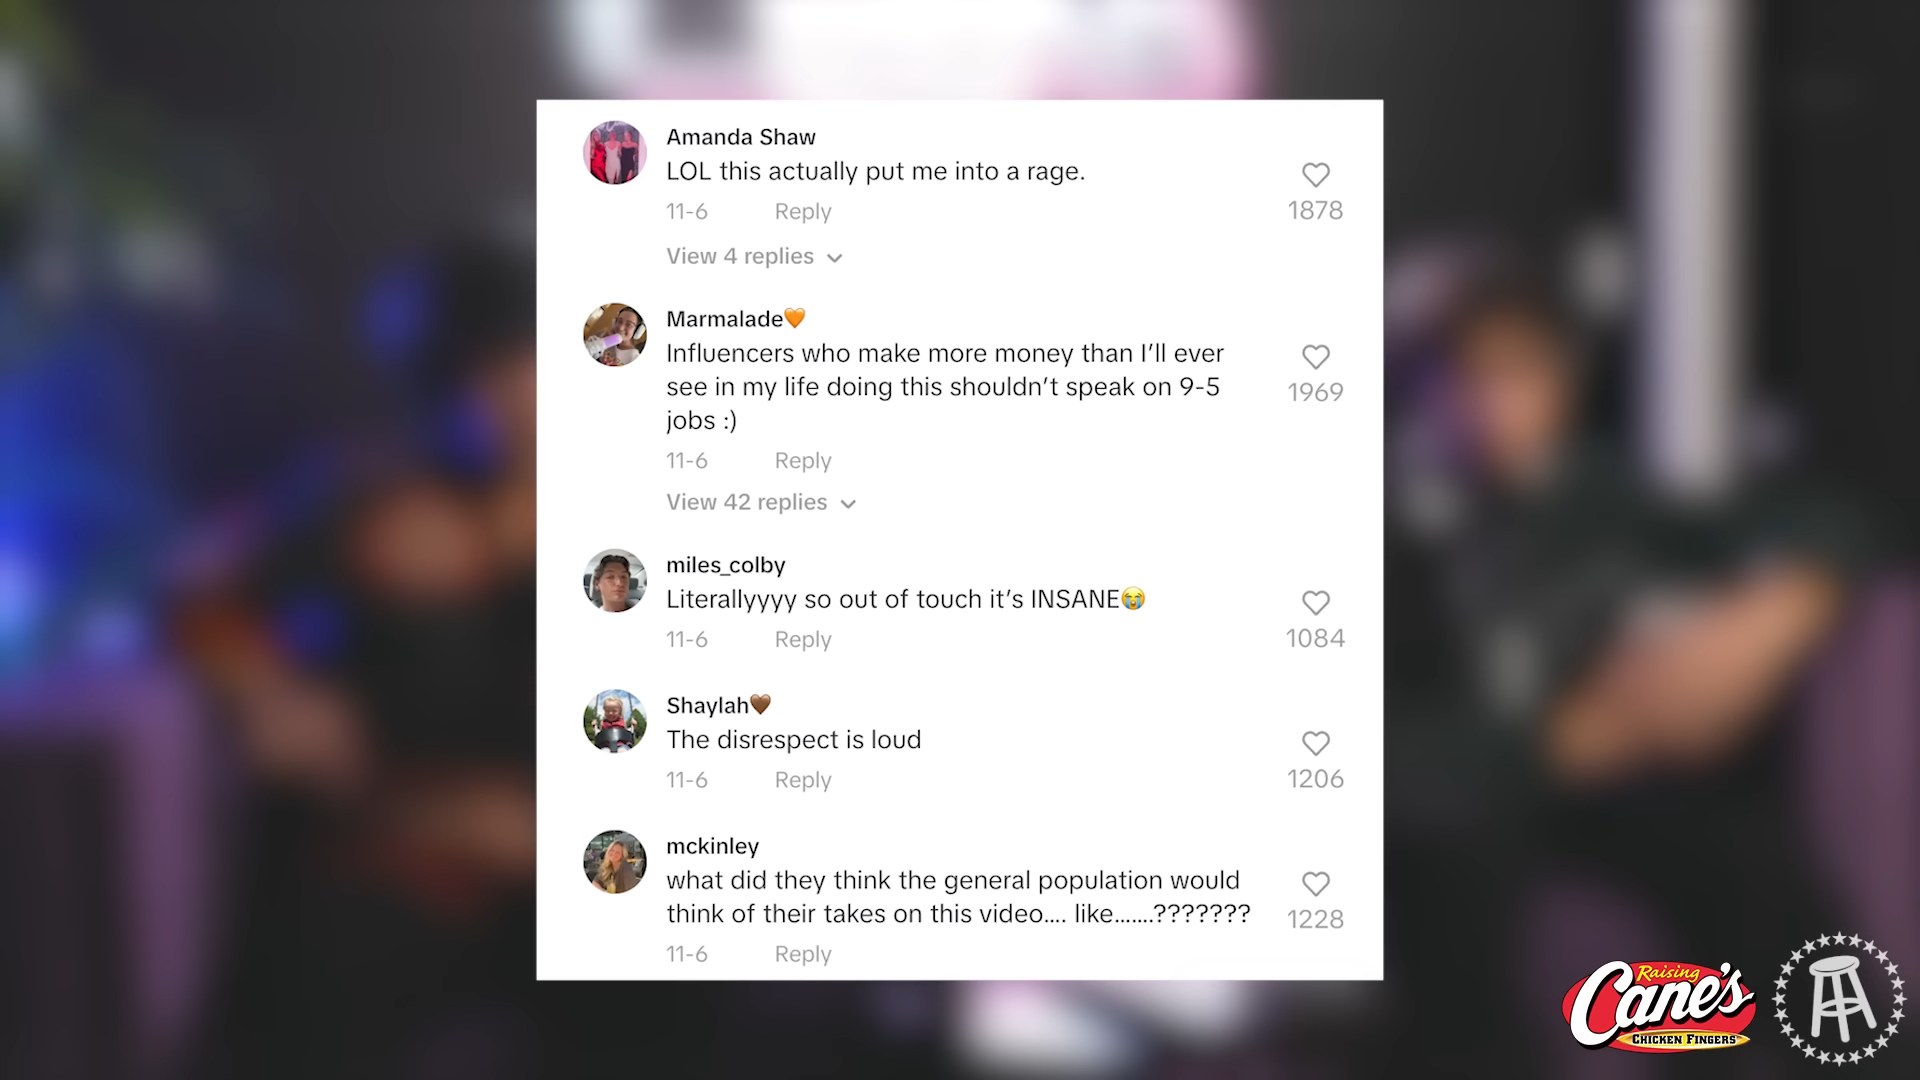 Amanda Shaw
LOL this actually put me into a rage.
11-6 Reply
1878
View 4 replies
Marmalade🧡
Influencers who make more money than I’ll ever
see in my life doing this shouldn’t speak on 9-5
jobs :)
11-6 Reply
1969
View 42 replies
miles_colby
Literallyyyy so out of touch it’s INSANE😭
11-6 Reply
1084
Shaylah🤎
The disrespect is loud
11-6 Reply
1206
mckinley
what did they think the general population would
think of their takes on this video.... like.......???????
11-6 Reply
1228
Raising
Cane's
CHICKEN FINGERS